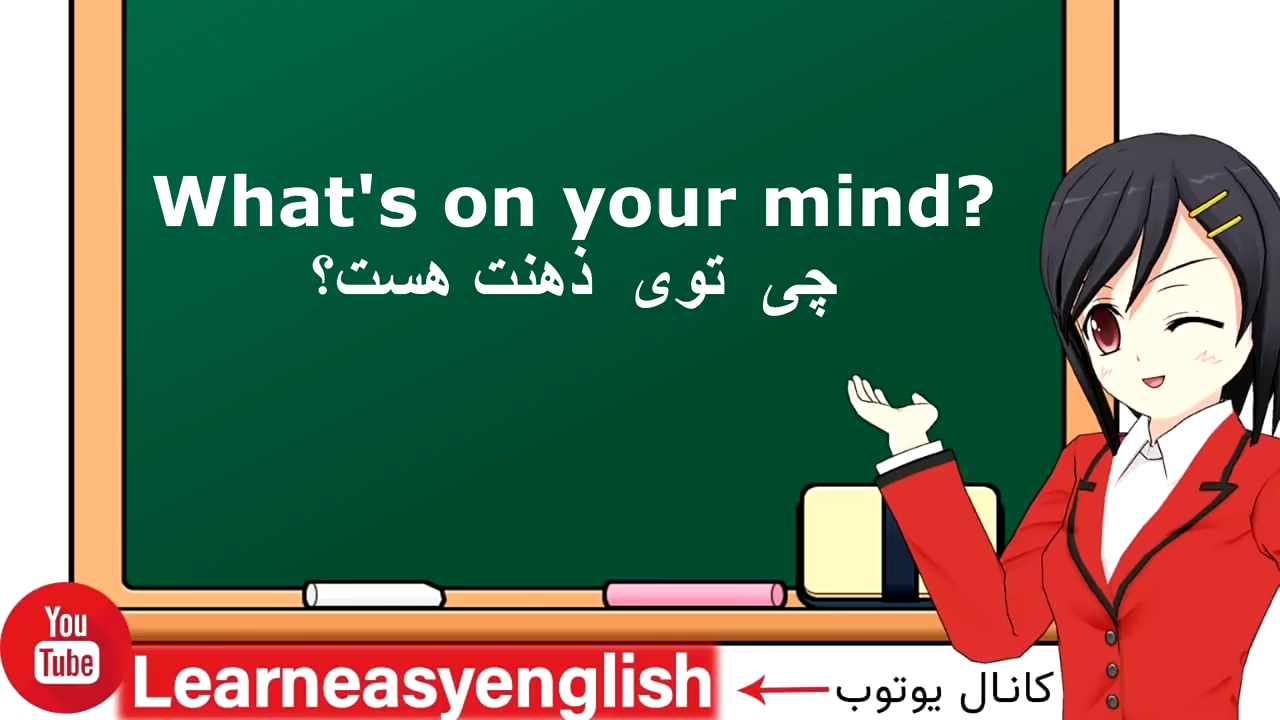 What's on your mind?
چی توی ذهنت هست؟
You
Tube
Learneasyenglish
کانال یوتوب